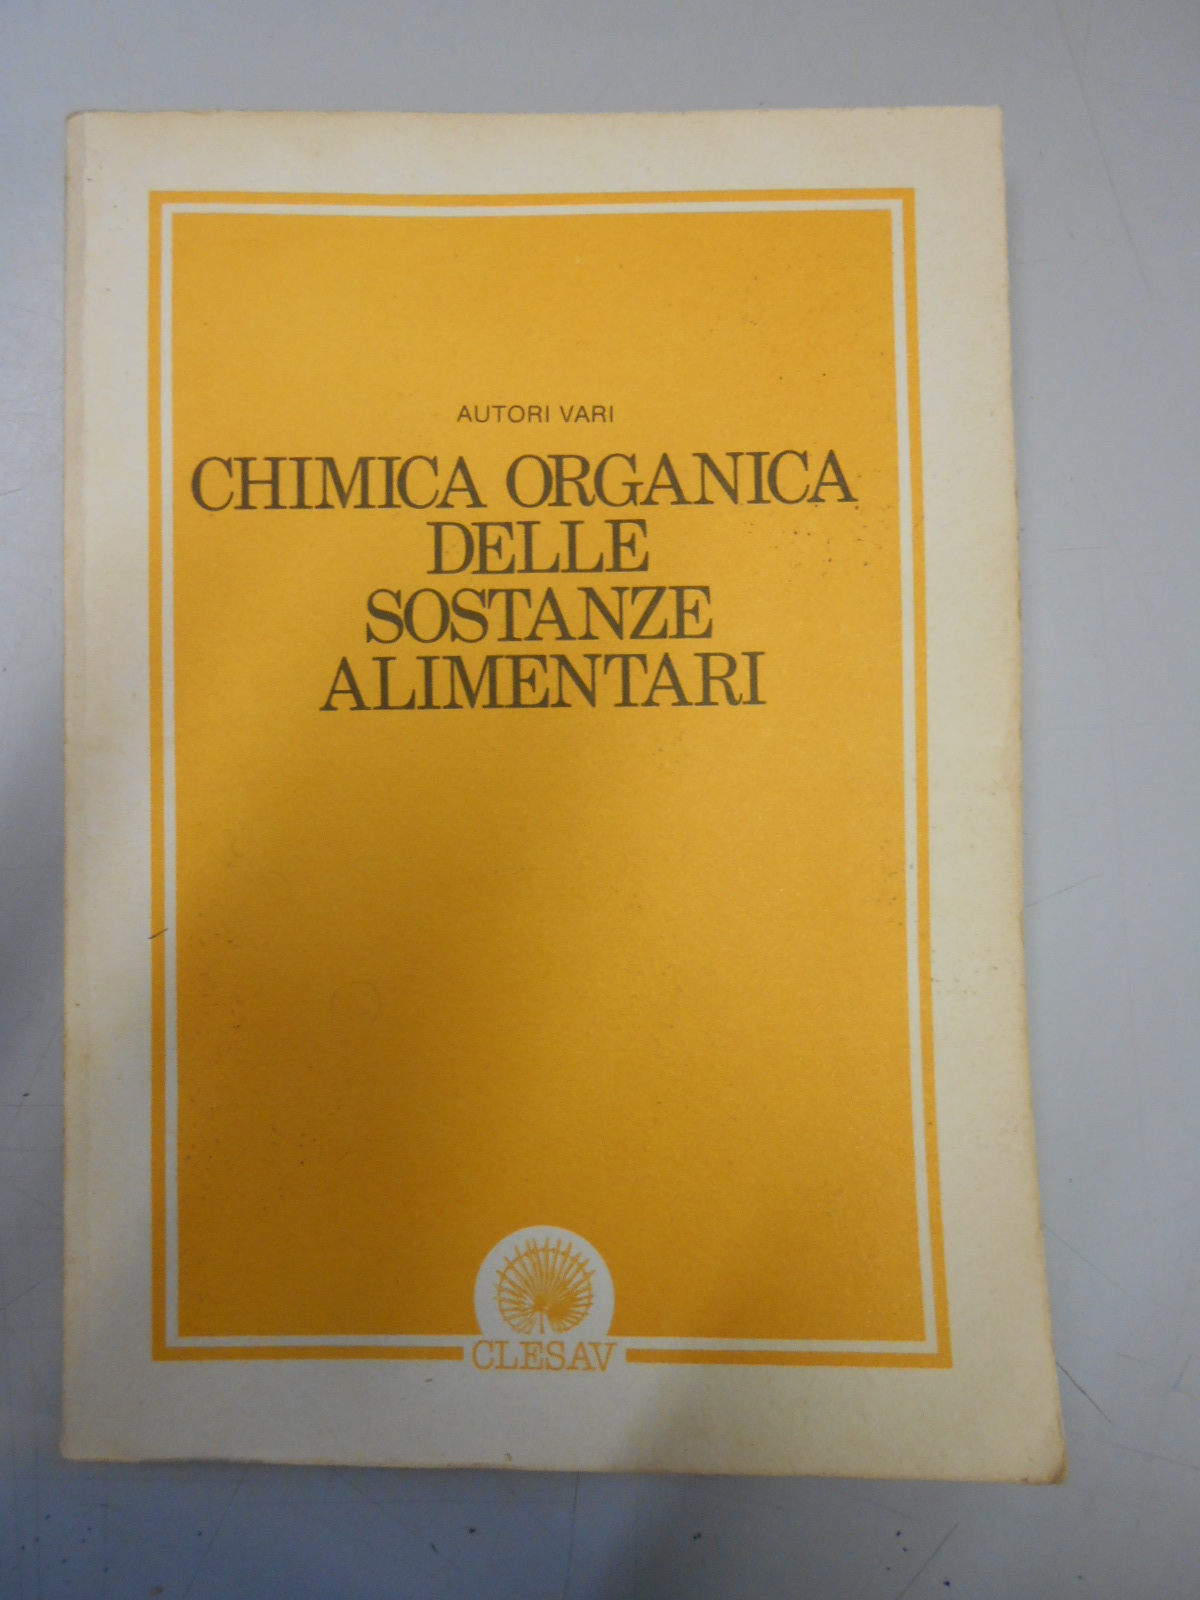 AUTORI VARI
CHIMICA ORGANICA
DELLE
SOSTANZE
ALIMENTARI
CLESAV